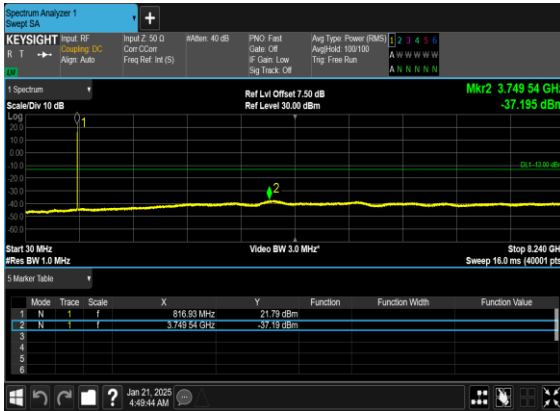 Spectrum Analyzer 1
Swept SA
+
KEYSIGHT
R T
Input: RF
Coupling: DC
Align: Auto
Input Z: 50 Ω
Corr CCorr
Freq Ref: Int (S)
#Atten: 40 dB
PNO: Fast
Gate: Off
IF Gain: Low
Sig Track: Off
Avg Type: Power (RMS)
Avg|Hold: 100/100
Trig: Free Run
1 2 3 4 5 6
A W W W W W
A N N N N N
1 Spectrum
Scale/Div 10 dB
Ref Lvl Offset 7.50 dB
Ref Level 30.00 dBm
Mkr2 3.749 54 GHz
-37.195 dBm
Log
20.0
10.0
0.00
-10.0
-20.0
-30.0
-40.0
-50.0
-60.0
1
2
DL1 -13.00 dBm
Start 30 MHz
#Res BW 1.0 MHz
Video BW 3.0 MHz*
Stop 8.240 GHz
Sweep 16.0 ms (40001 pts)
5 Marker Table
Mode Trace Scale X Y Function Function Width Function Value
1 N 1 f 816.93 MHz 21.79 dBm
2 N 1 f 3.749 54 GHz -37.19 dBm
3
4
5
6
?
Jan 21, 2025
4:49:44 AM